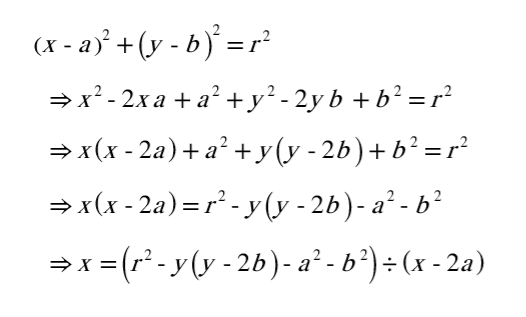 (x - a)² + (y - b)² = r²
⇒ x² - 2xa + a² + y² - 2yb + b² = r²
⇒ x(x - 2a) + a² + y(y - 2b) + b² = r²
⇒ x(x - 2a) = r² - y(y - 2b) - a² - b²
⇒ x = (r² - y(y - 2b) - a² - b²) ÷ (x - 2a)